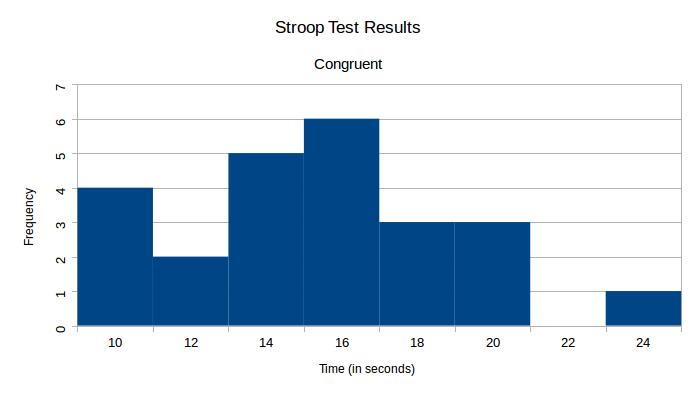 Stroop Test Results
Congruent
7
6
5
4
3
2
1
0
Frequency
10 12 14 16 18 20 22 24
Time (in seconds)